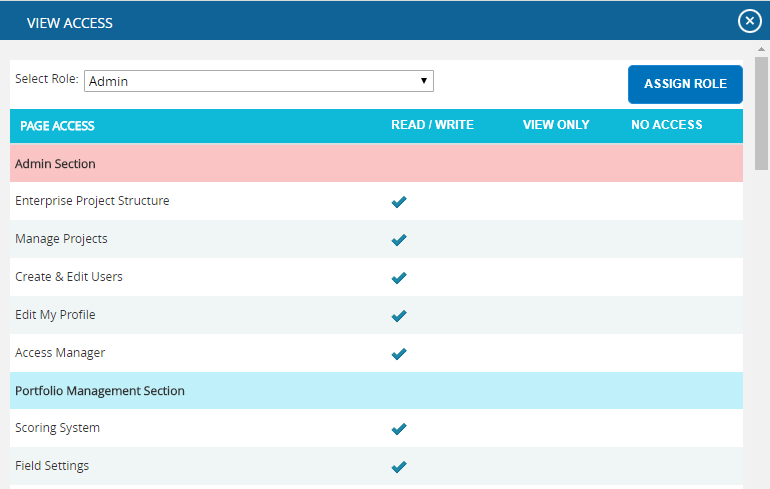 VIEW ACCESS
Select Role: Admin
ASSIGN ROLE
PAGE ACCESS READ / WRITE VIEW ONLY NO ACCESS
Admin Section
Enterprise Project Structure
Manage Projects
Create & Edit Users
Edit My Profile
Access Manager
Portfolio Management Section
Scoring System
Field Settings